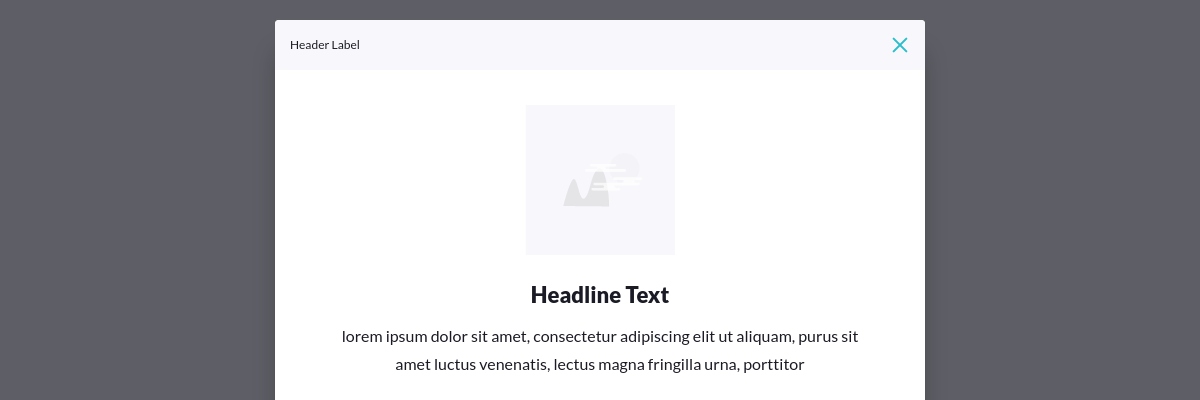 Header Label
Headline Text
lorem ipsum dolor sit amet, consectetur adipiscing elit ut aliquam, purus sit
amet luctus venenatis, lectus magna fringilla urna, porttitor